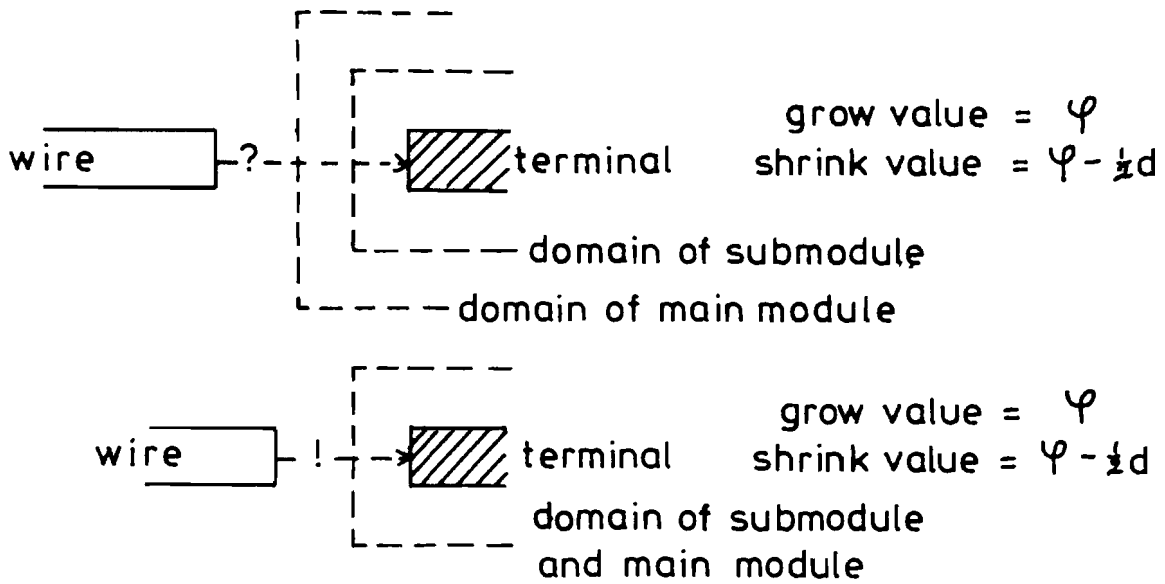 grow value = φ
wire ? terminal shrink value = φ - ½d
domain of submodule
domain of main module
grow value = φ
wire ! terminal shrink value = φ - ½d
domain of submodule
and main module